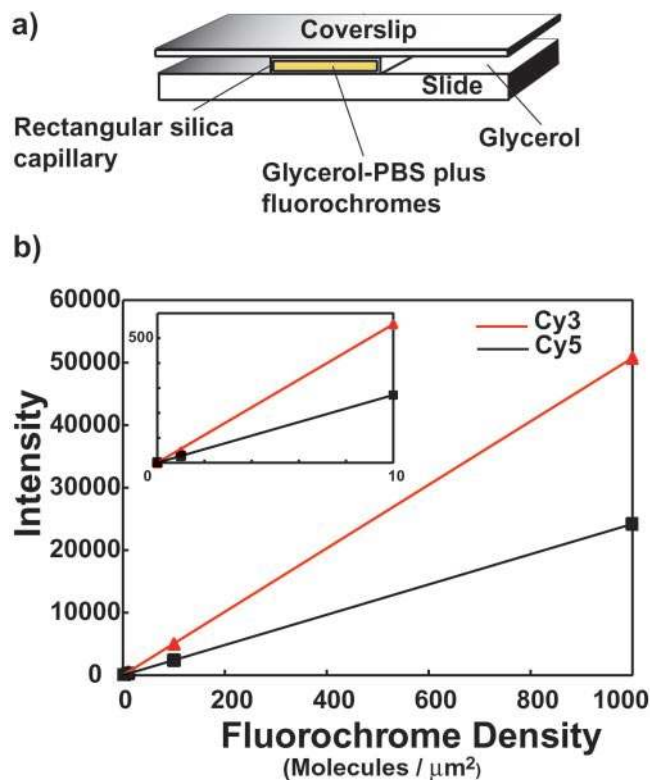 a)
Coverslip
Slide
Rectangular silica
capillary
Glycerol
Glycerol-PBS plus
fluorochromes
b)
60000
50000
40000
30000
20000
10000
0
Intensity
500
0
10
Cy3
Cy5
0
200
400
600
800
1000
Fluorochrome Density
(Molecules / μm²)